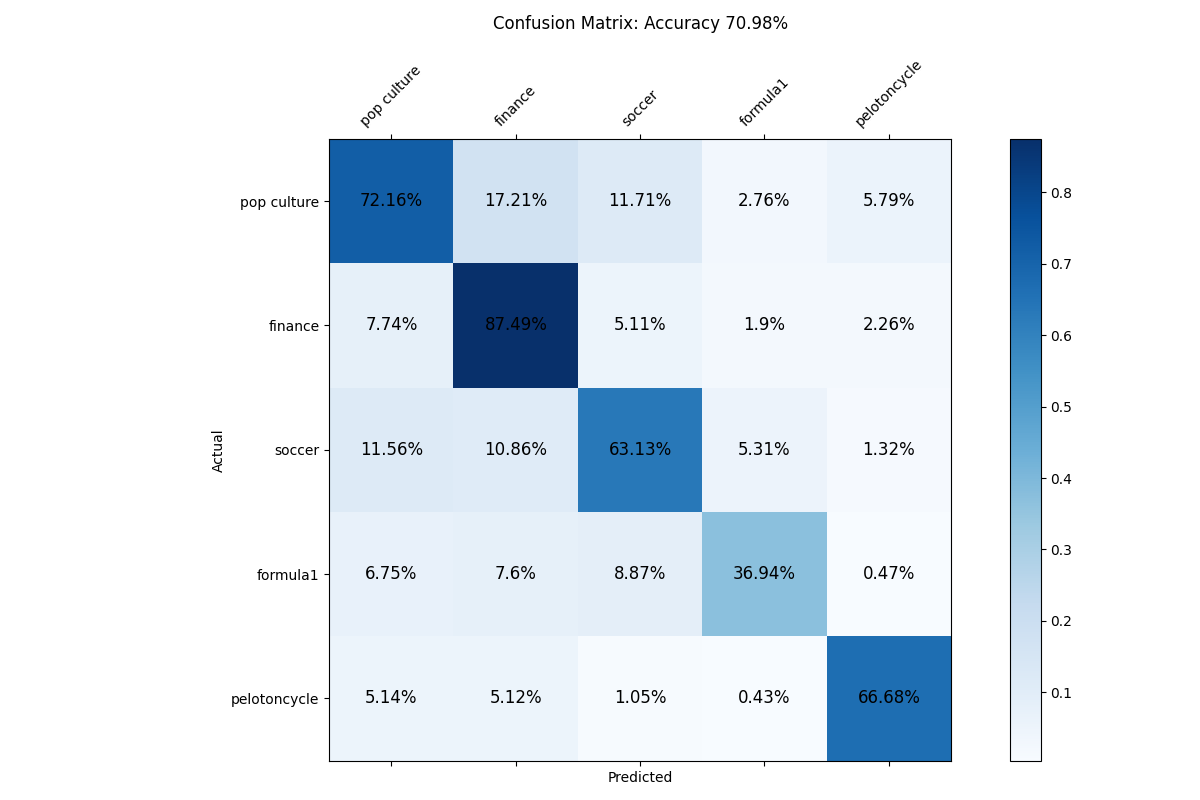 Confusion Matrix: Accuracy 70.98%
pop culture finance soccer formula1 pelotoncycle
pop culture 72.16% 17.21% 11.71% 2.76% 5.79%
finance 7.74% 87.49% 5.11% 1.9% 2.26%
soccer 11.56% 10.86% 63.13% 5.31% 1.32%
formula1 6.75% 7.6% 8.87% 36.94% 0.47%
pelotoncycle 5.14% 5.12% 1.05% 0.43% 66.68%
Actual
Predicted
0.8
0.7
0.6
0.5
0.4
0.3
0.2
0.1